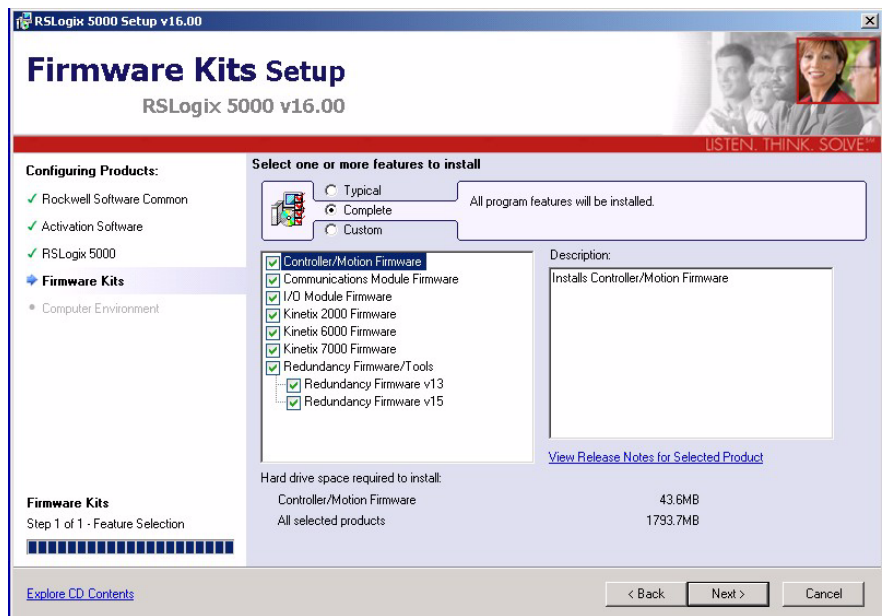 RSLogix 5000 Setup v16.00
Firmware Kits Setup
RSLogix 5000 v16.00
LISTEN. THINK. SOLVE.℠
Configuring Products:
Rockwell Software Common
Activation Software
RSLogix 5000
Firmware Kits
Computer Environment
Select one or more features to install
Typical
Complete
Custom
All program features will be installed.
Controller/Motion Firmware
Communications Module Firmware
I/O Module Firmware
Kinetix 2000 Firmware
Kinetix 6000 Firmware
Kinetix 7000 Firmware
Redundancy Firmware/Tools
Redundancy Firmware v13
Redundancy Firmware v15
Description:
Installs Controller/Motion Firmware
View Release Notes for Selected Product
Hard drive space required to install:
Controller/Motion Firmware 43.6MB
All selected products 1793.7MB
Firmware Kits
Step 1 of 1 - Feature Selection
Explore CD Contents
< Back Next > Cancel